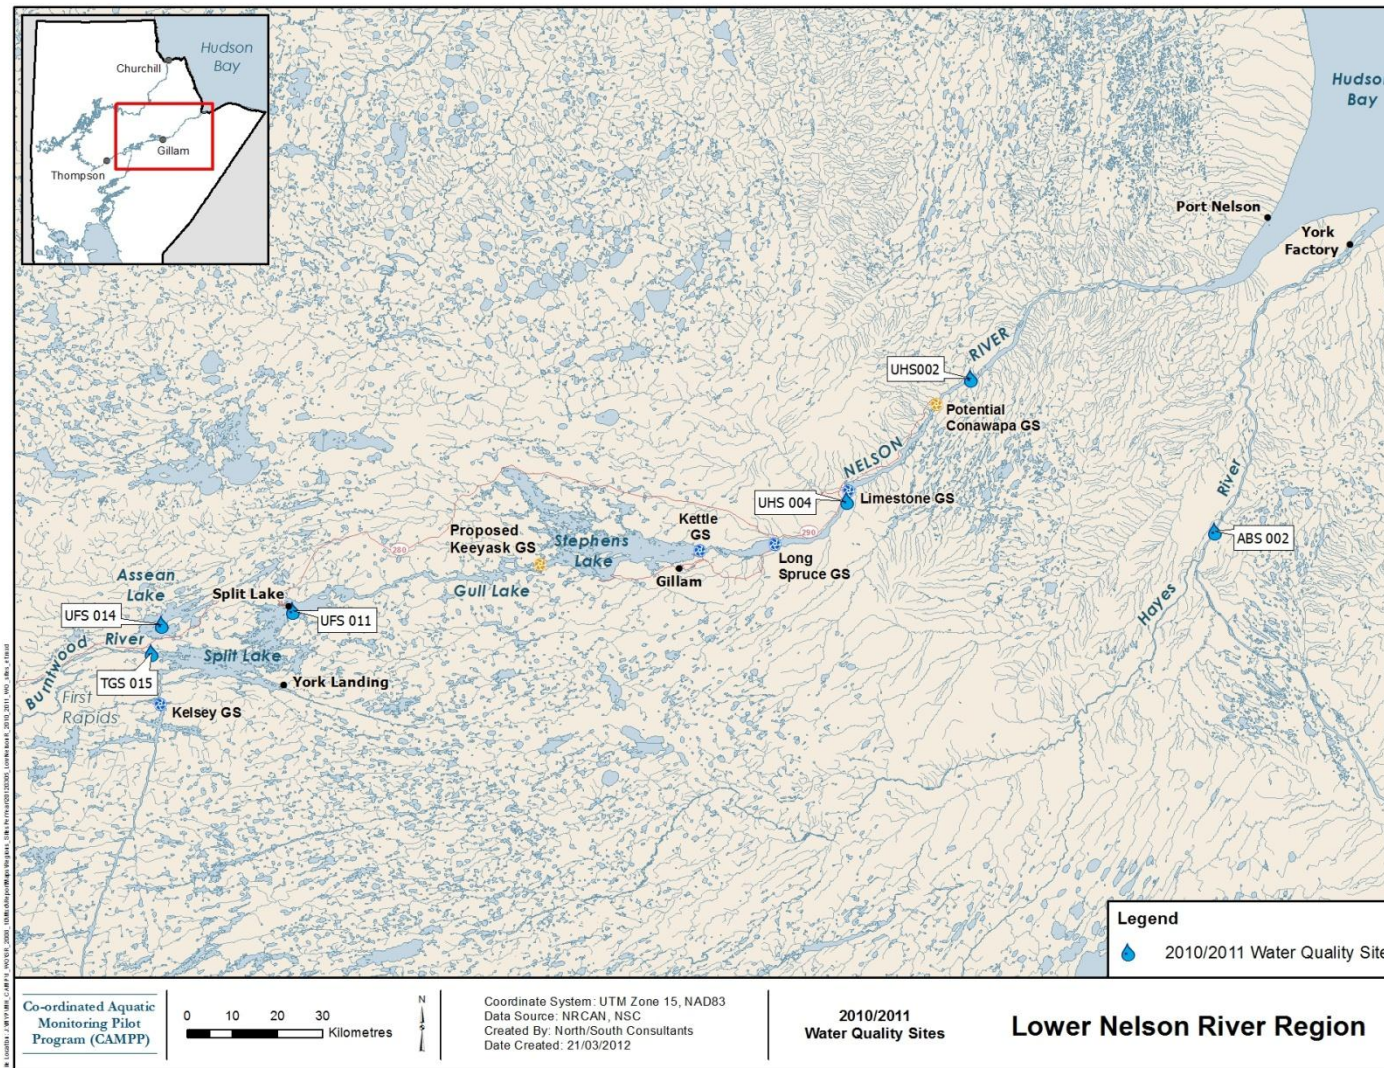 Hudson
Bay
Churchill
Gillam
Thompson
Hudson
Bay
Port Nelson
York
Factory
RIVER
UHS002
Potential
Conawapa GS
NELSON
UHS 004
Limestone GS
River
ABS 002
Kettle
GS
290
Long
Spruce GS
Proposed
Keeyask GS
280
Stephens
Lake
Gillam
Gull Lake
Hayes
Assean
Lake
Split Lake
UFS 014
UFS 011
River
Burntwood
Split Lake
TGS 015
York Landing
First
Rapids
Kelsey GS
Legend
2010/2011 Water Quality Site
Co-ordinated Aquatic
Monitoring Pilot
Program (CAMPP)
0 10 20 30
Kilometres
N
Coordinate System: UTM Zone 15, NAD83
Data Source: NRCAN, NSC
Created By: North/South Consultants
Date Created: 21/03/2012
2010/2011
Water Quality Sites
Lower Nelson River Region